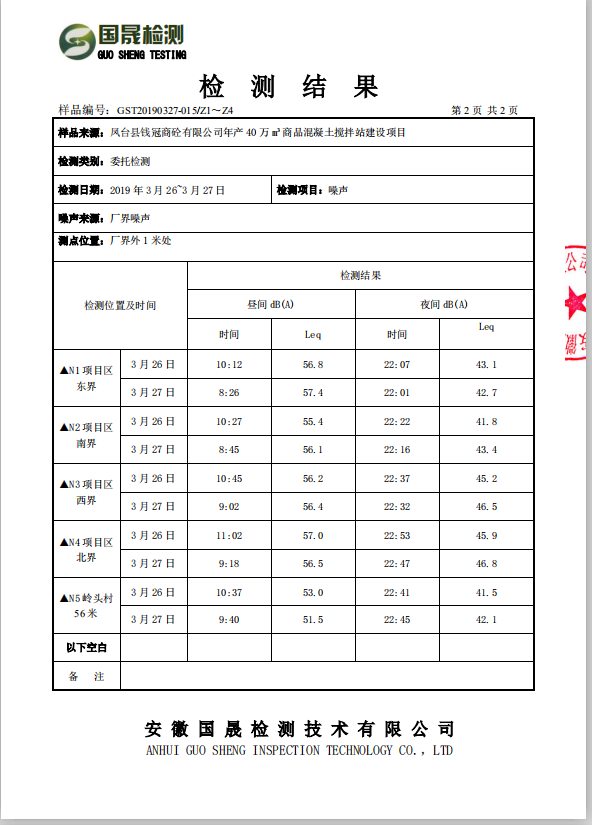 国晟检测
GUO SHENG TESTING
检 测 结 果
样品编号：GST20190327-015/Z1～Z4 第 2 页 共 2 页
样品来源：凤台县钱冠商砼有限公司年产 40 万 m³商品混凝土搅拌站建设项目
检测类别：委托检测
检测日期：2019 年 3 月 26~3 月 27 日 检测项目：噪声
噪声来源：厂界噪声
测点位置：厂界外 1 米处
检测位置及时间 检测结果
昼间 dB(A) 夜间 dB(A)
时间 Leq 时间 Leq
▲N1 项目区东界 3 月 26 日 10:12 56.8 22:07 43.1
3 月 27 日 8:26 57.4 22:01 42.7
▲N2 项目区南界 3 月 26 日 10:27 55.4 22:22 41.8
3 月 27 日 8:45 56.1 22:16 43.4
▲N3 项目区西界 3 月 26 日 10:45 56.2 22:37 45.2
3 月 27 日 9:02 56.4 22:32 46.5
▲N4 项目区北界 3 月 26 日 11:02 57.0 22:53 45.9
3 月 27 日 9:18 56.5 22:47 46.8
▲N5 岭头村 56 米 3 月 26 日 10:37 53.0 22:41 41.5
3 月 27 日 9:40 51.5 22:45 42.1
以下空白
备 注
安徽国晟检测技术有限公司
ANHUI GUO SHENG INSPECTION TECHNOLOGY CO.，LTD